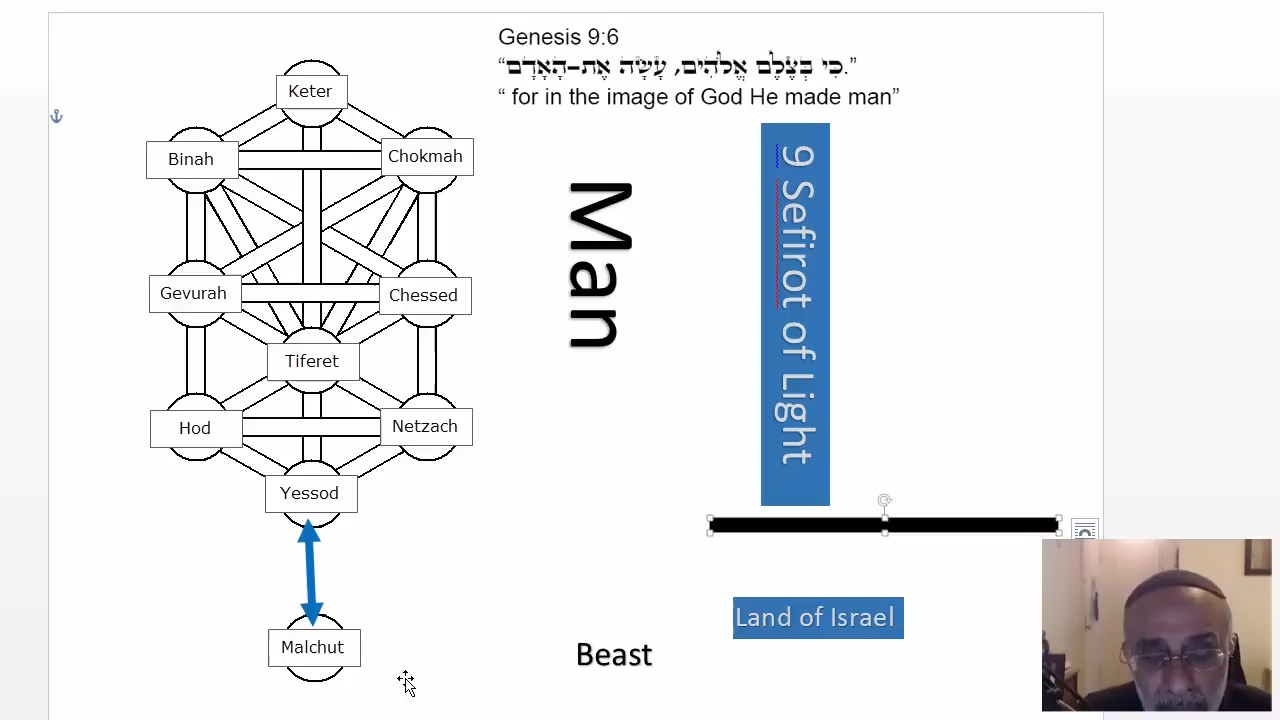 Genesis 9:6
“כִּי בְּצֶלֶם אֱלֹהִים, עָשָׂה אֶת–הָאָדָם.”
“ for in the image of God He made man”
Keter
Binah
Chokmah
Gevurah
Chessed
Tiferet
Hod
Netzach
Yessod
Malchut
Man
Beast
9 Sefirot of Light
Land of Israel